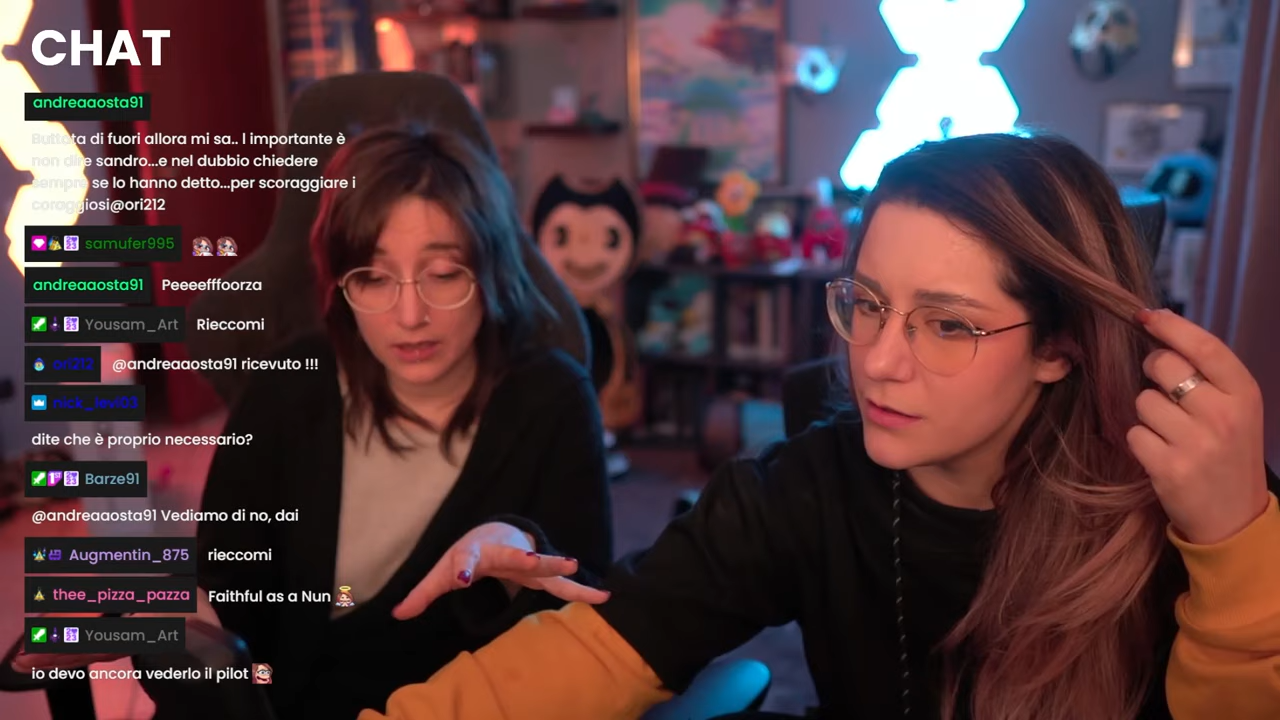 CHAT
andreaaosta91
Buttata di fuori allora mi sa.. l importante è
non dire sandro...e nel dubbio chiedere
sempre se lo hanno detto...per scoraggiare i
coraggiosi@ori212
samufer995
andreaaosta91 Peeeefffoorza
Yousam_Art Rieccomi
ori212 @andreaaosta91 ricevuto !!!
nick_levi03
dite che è proprio necessario?
Barze91
@andreaaosta91 Vediamo di no, dai
Augmentin_875 rieccomi
thee_pizza_pazza Faithful as a Nun
Yousam_Art
io devo ancora vederlo il pilot